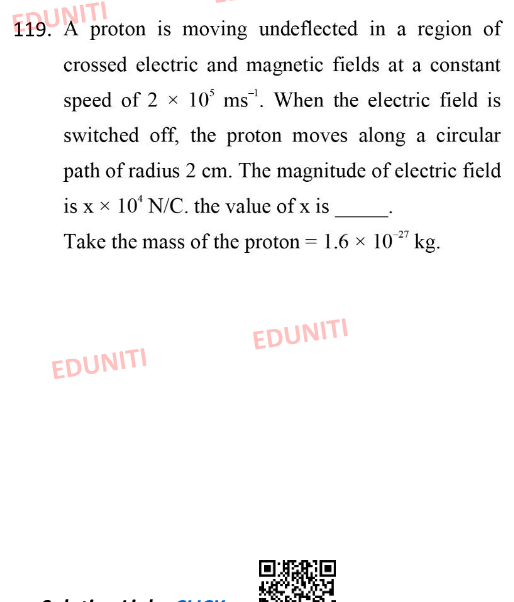 EDUNITI
119. A proton is moving undeflected in a region of
crossed electric and magnetic fields at a constant
speed of 2 × 10⁵ ms⁻¹. When the electric field is
switched off, the proton moves along a circular
path of radius 2 cm. The magnitude of electric field
is x × 10⁴ N/C. the value of x is _____.
Take the mass of the proton = 1.6 × 10⁻²⁷ kg.
EDUNITI
EDUNITI